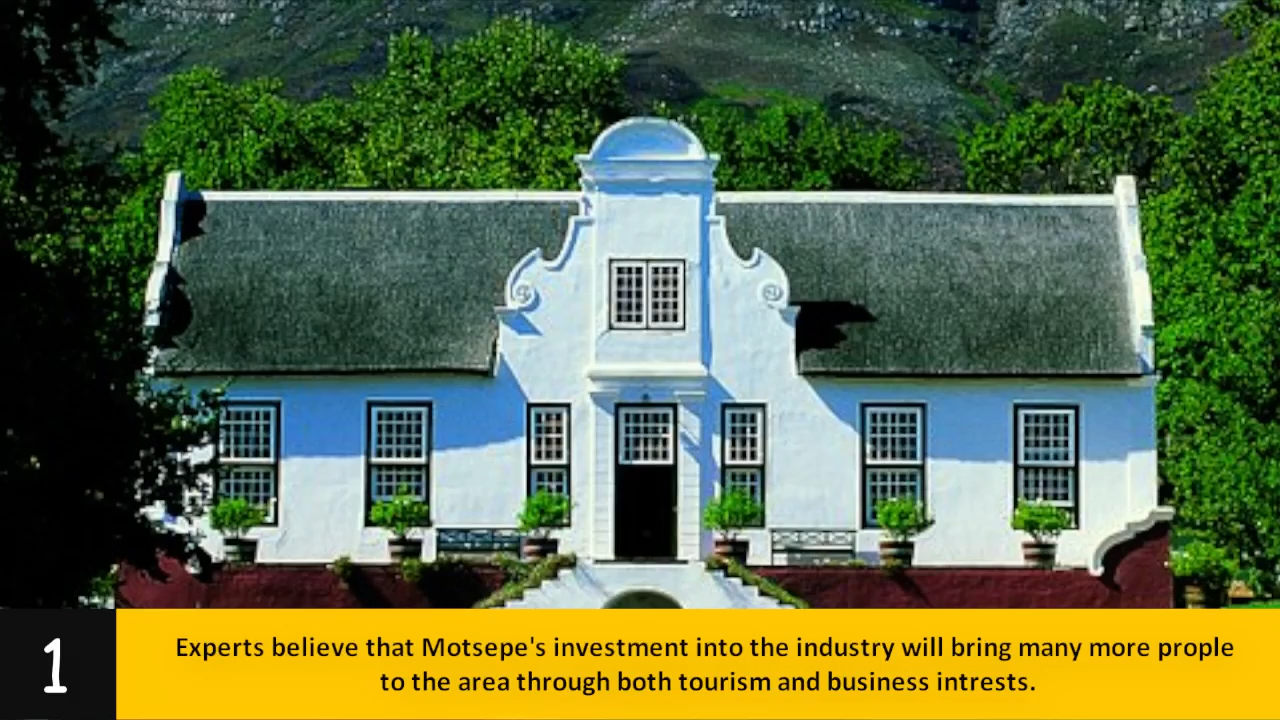 1
Experts believe that Motsepe's investment into the industry will bring many more prople
to the area through both tourism and business intrests.